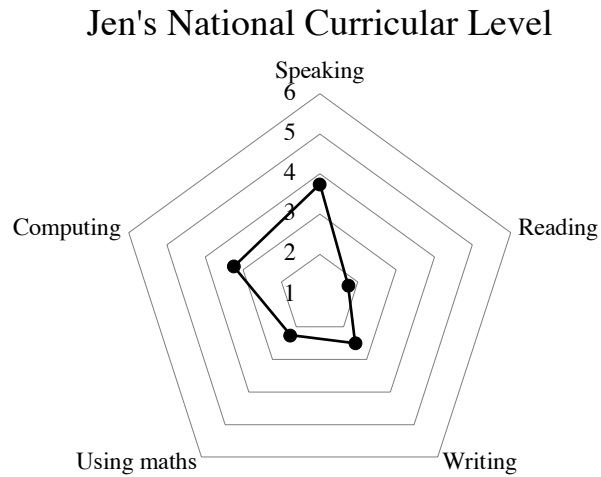 Jen's National Curricular Level
Speaking
6
5
4
3
2
1
Computing
Reading
Using maths
Writing